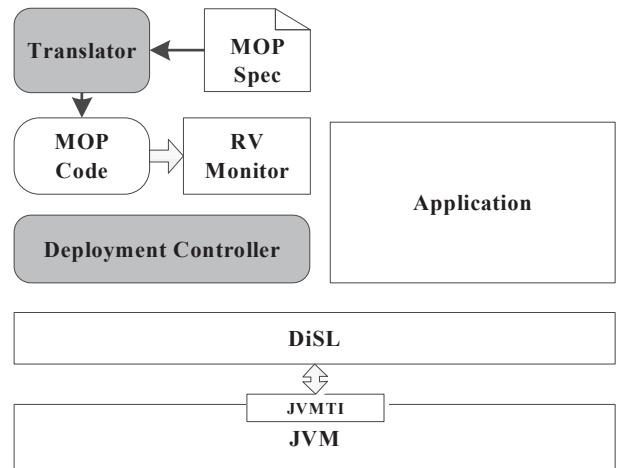 Translator
MOP
Spec
MOP
Code
RV
Monitor
Application
Deployment Controller
DiSL
JVMTI
JVM